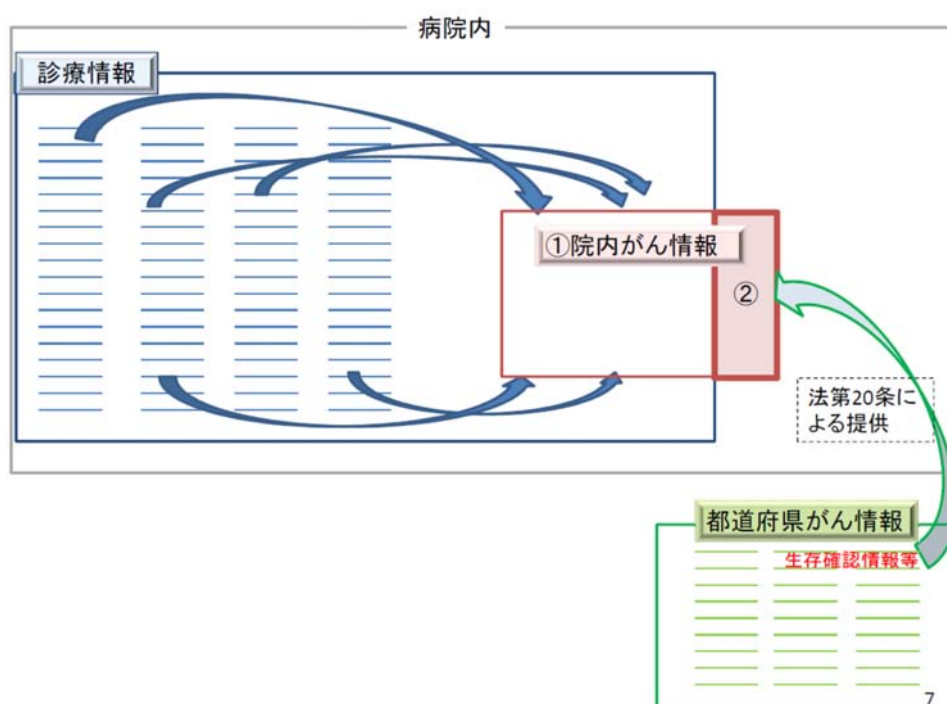 病院内
診療情報
①院内がん情報
②
法第20条に
よる提供
都道府県がん情報
生存確認情報等
7